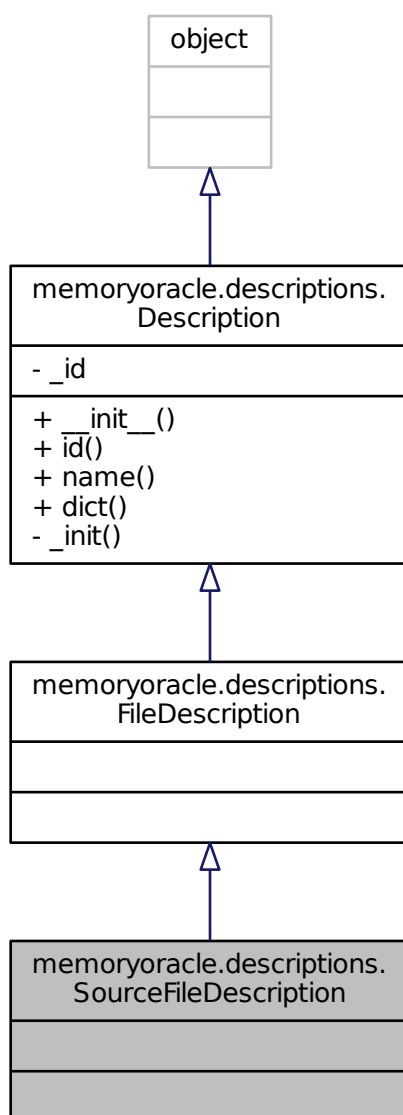 object
memoryoracle.descriptions.
Description
- _id
+ __init__()
+ id()
+ name()
+ dict()
- _init()
memoryoracle.descriptions.
FileDescription
memoryoracle.descriptions.
SourceFileDescription